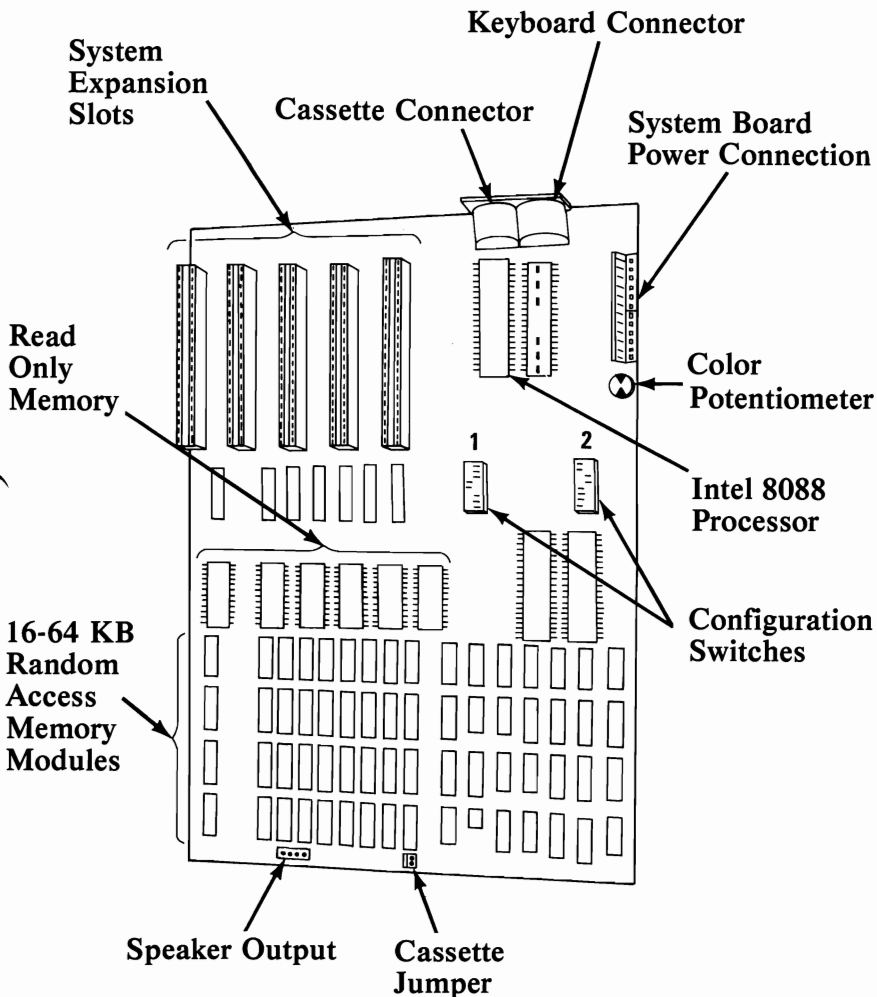 Keyboard Connector
System
Expansion
Slots
Cassette Connector
System Board
Power Connection
Read
Only
Memory
Color
Potentiometer
1
2
Intel 8088
Processor
16-64 KB
Random
Access
Memory
Modules
Configuration
Switches
Speaker Output
Cassette
Jumper